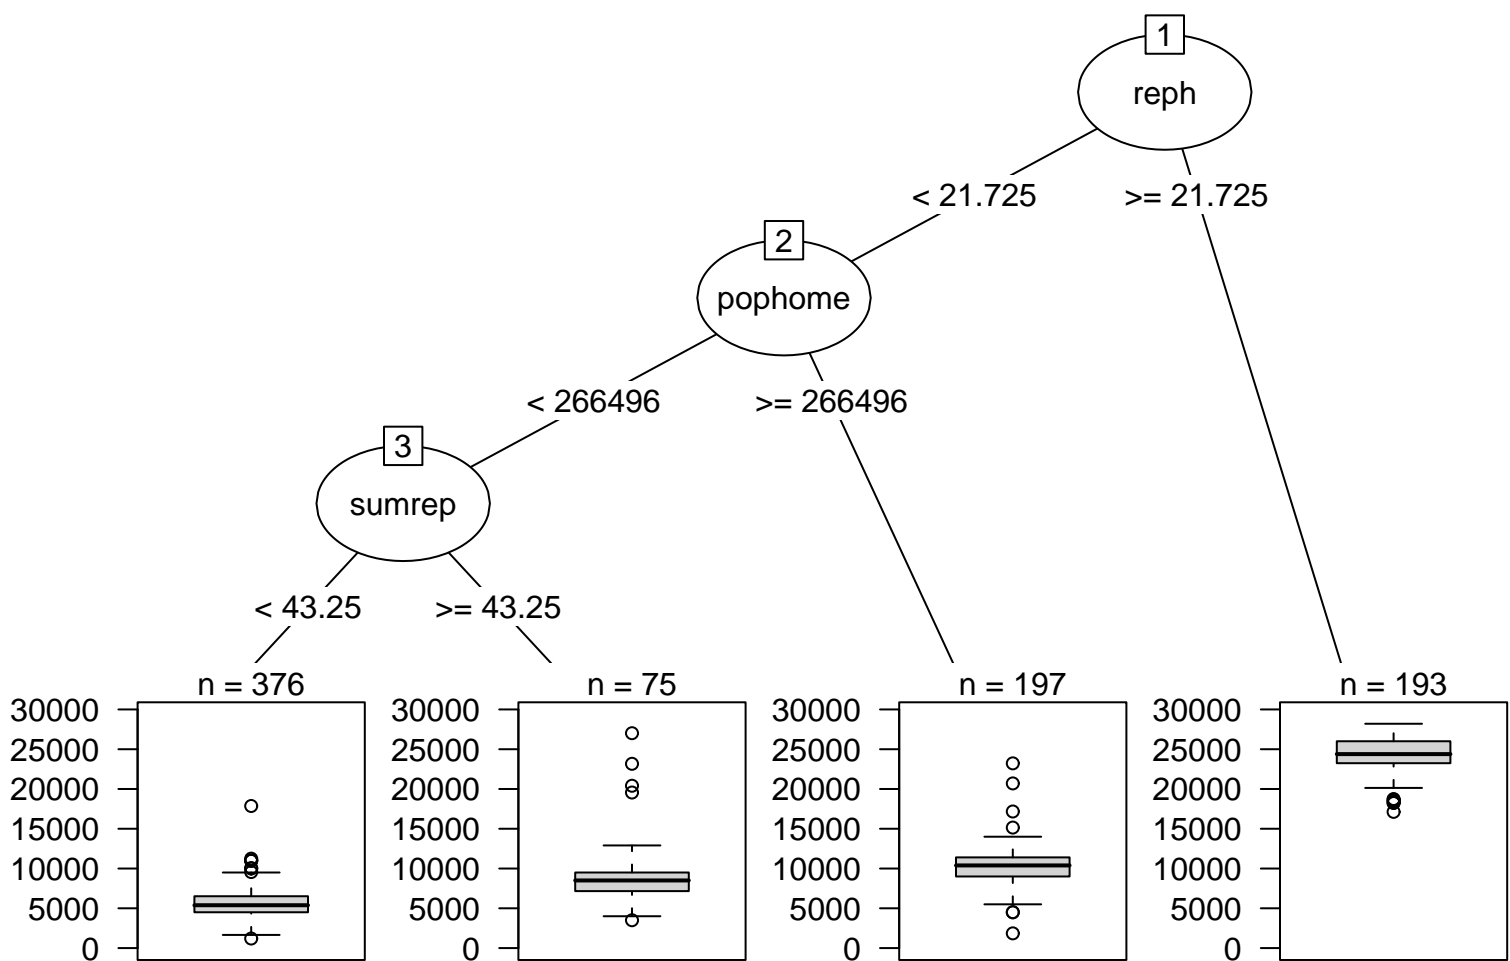 1
reph
< 21.725 >= 21.725
2
pophome
< 266496 >= 266496
3
sumrep
< 43.25 >= 43.25
n = 376 n = 75 n = 197 n = 193
30000 30000 30000 30000
25000 25000 25000 25000
20000 20000 20000 20000
15000 15000 15000 15000
10000 10000 10000 10000
5000 5000 5000 5000
0 0 0 0